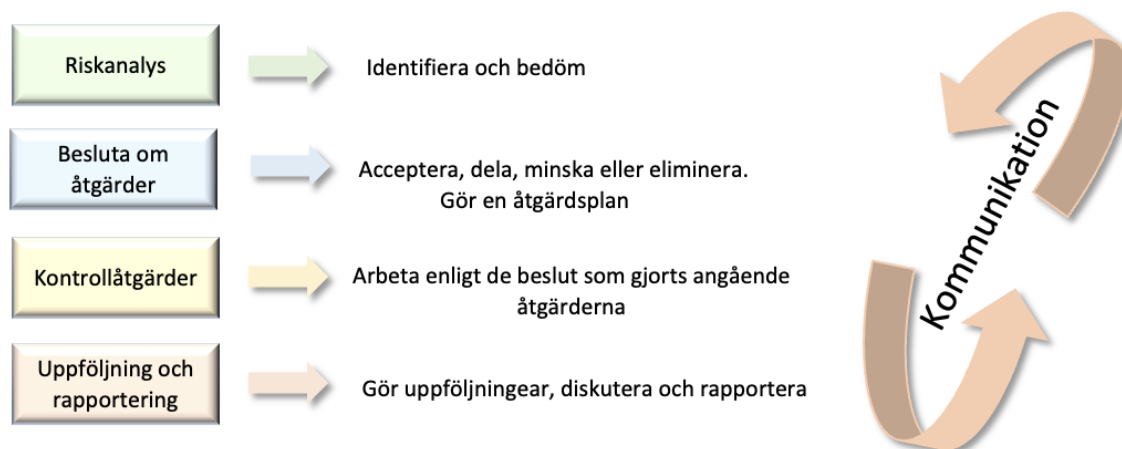 Riskanalys
Identifiera och bedöm
Besluta om
åtgärder
Acceptera, dela, minska eller eliminera.
Gör en åtgärdsplan
Kontrollåtgärder
Arbeta enligt de beslut som gjorts angående
åtgärderna
Uppföljning och
rapportering
Gör uppföljningear, diskutera och rapportera
Kommunikation